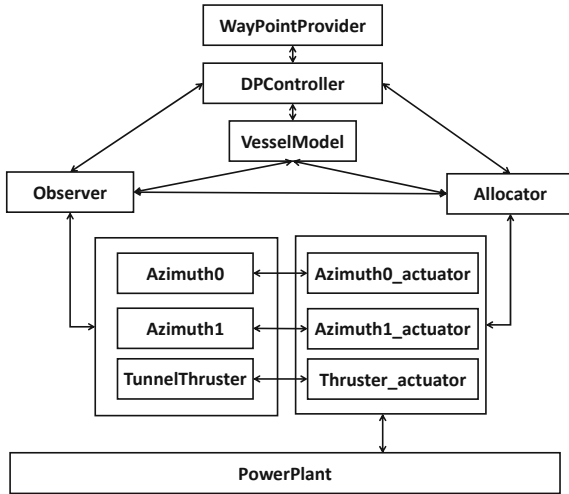 WayPointProvider
DPController
VesselModel
Observer
Allocator
Azimuth0
Azimuth0_actuator
Azimuth1
Azimuth1_actuator
TunnelThruster
Thruster_actuator
PowerPlant